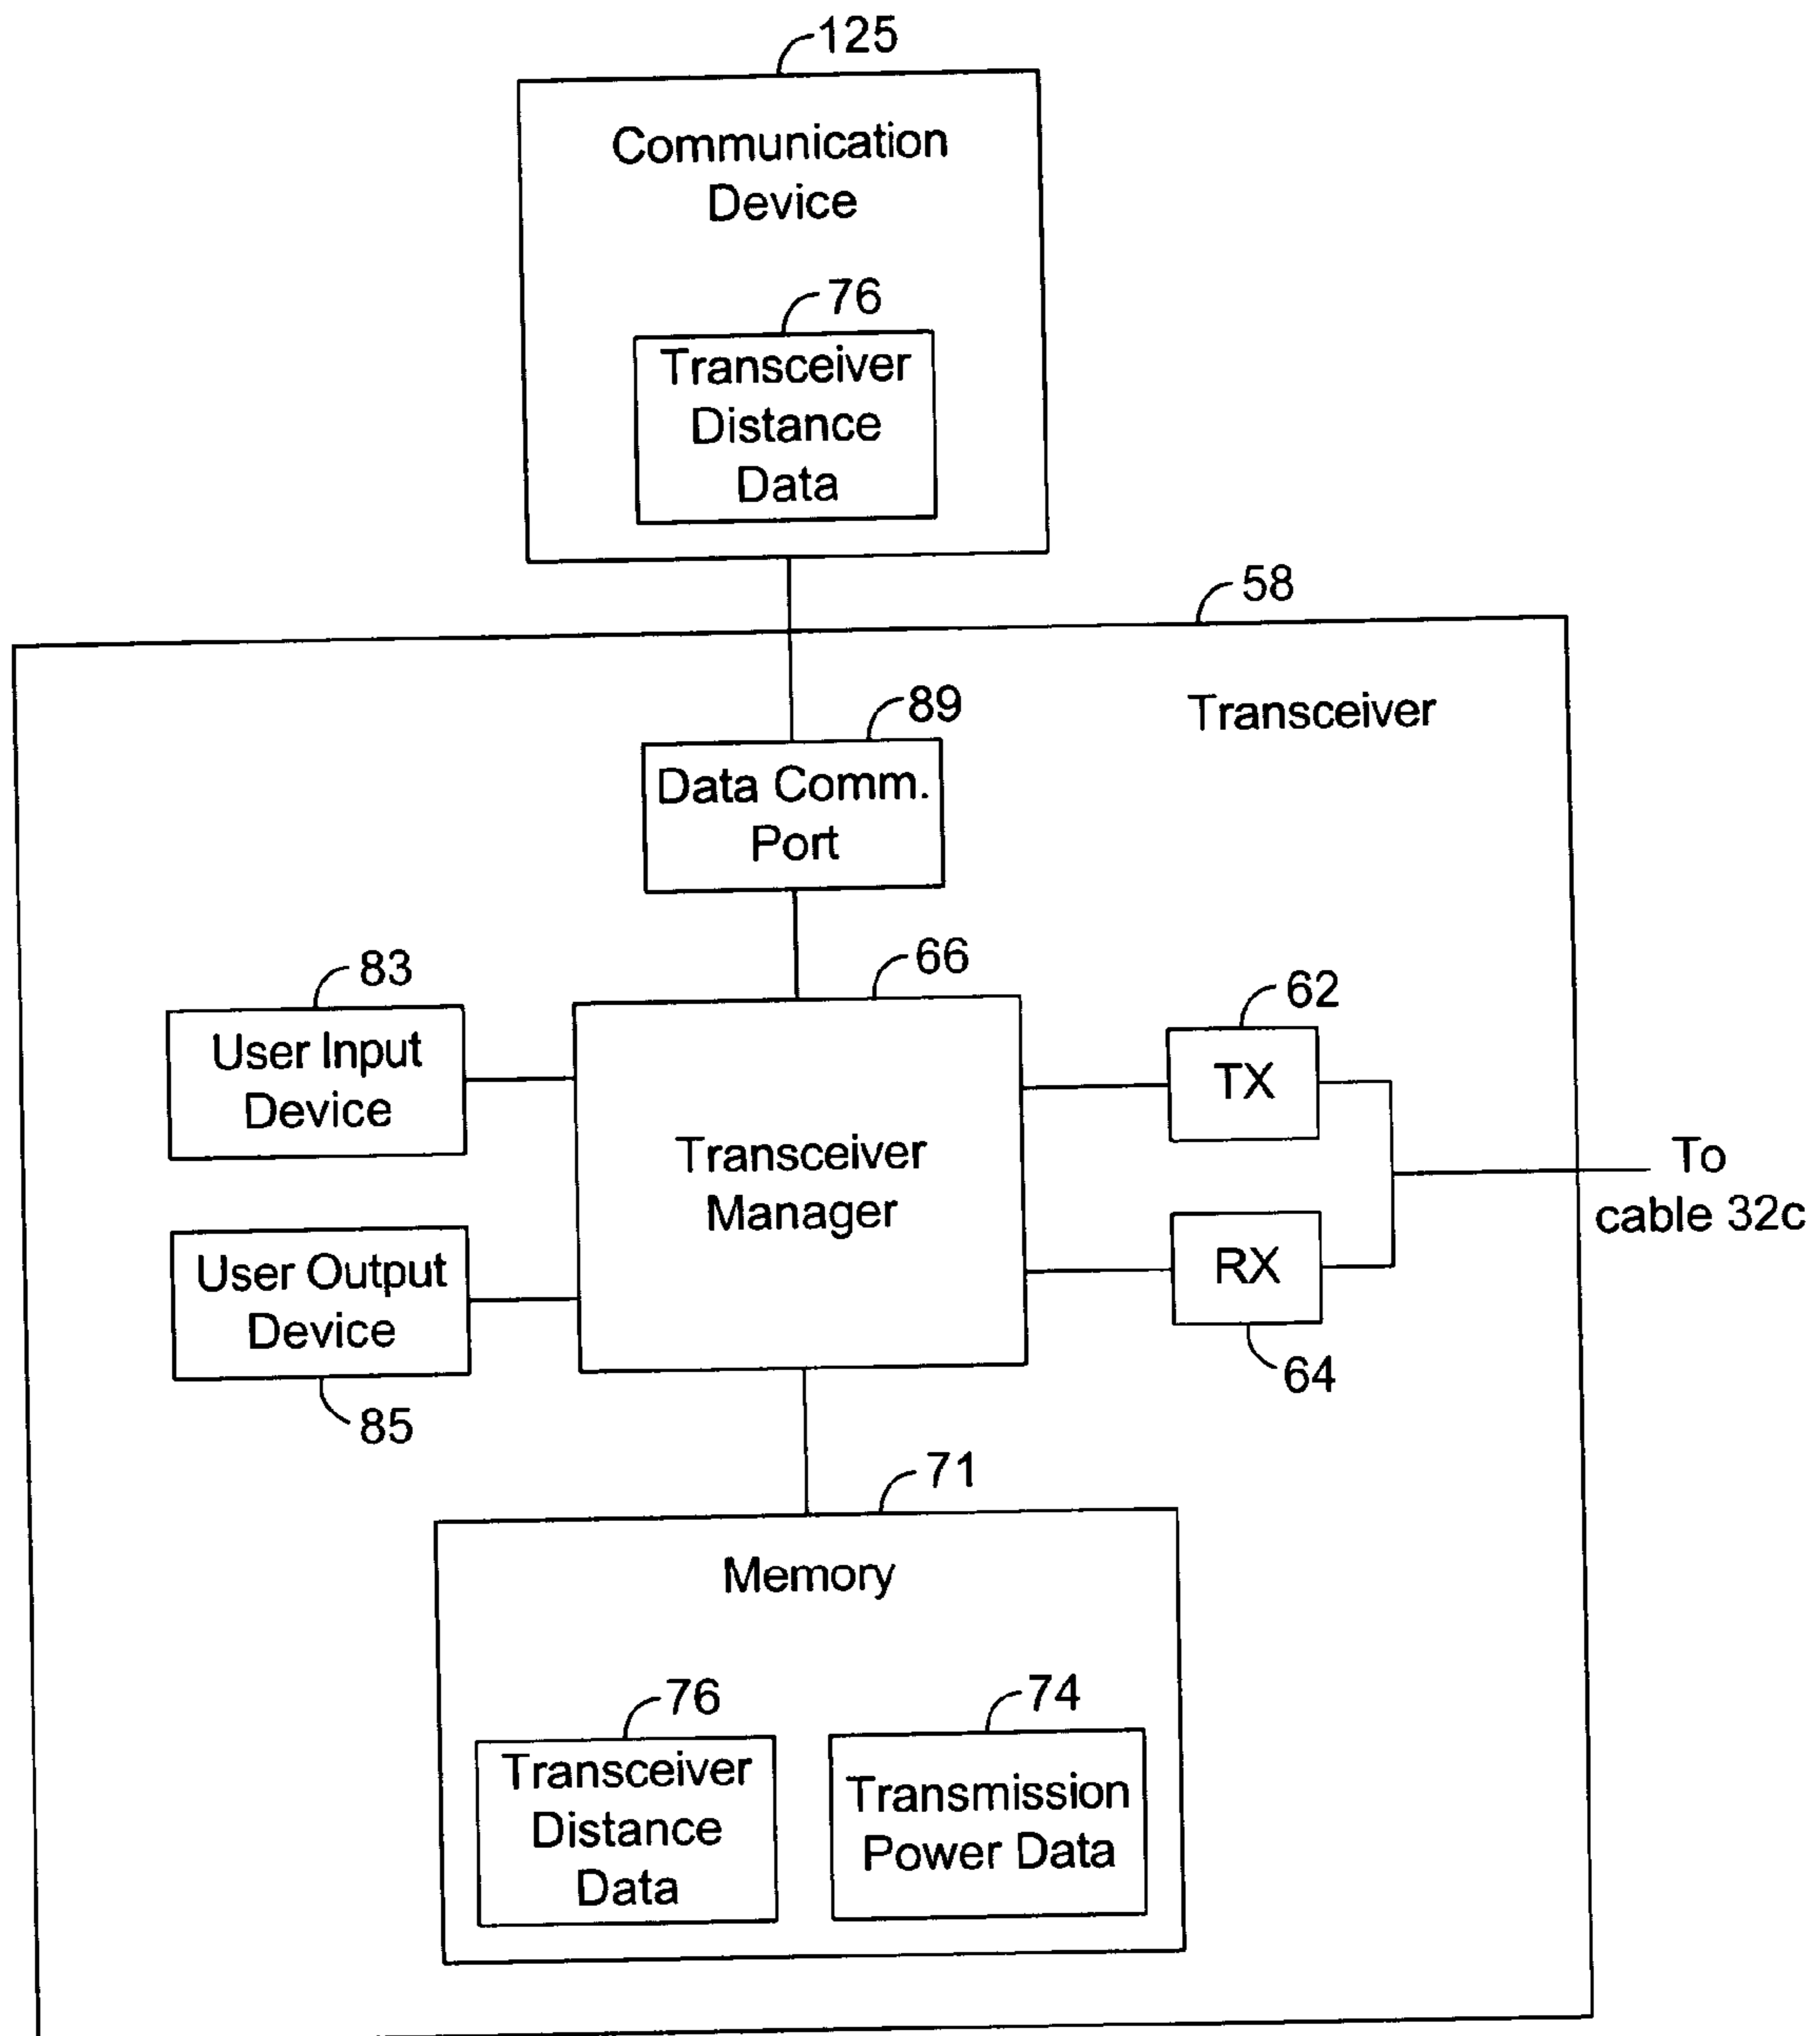 125
Communication
Device
76
Transceiver
Distance
Data
58
Transceiver
89
Data Comm.
Port
83
User Input
Device
66
Transceiver
Manager
62
TX
To
cable 32c
RX
64
User Output
Device
85
71
Memory
76
Transceiver
Distance
Data
74
Transmission
Power Data